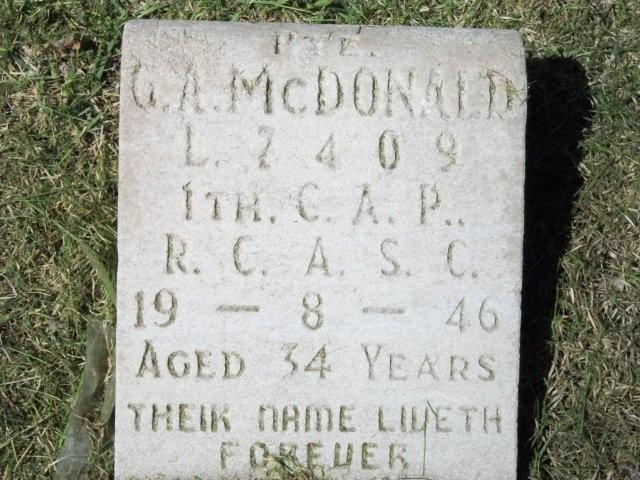 PTE.
G.A. McDONALD
L. 7 4 0 9
1TH. C. A. P..
R. C. A. S. C.
19 — 8 — 46
AGED 34 YEARS
THEIR NAME LIVETH
FOREVER